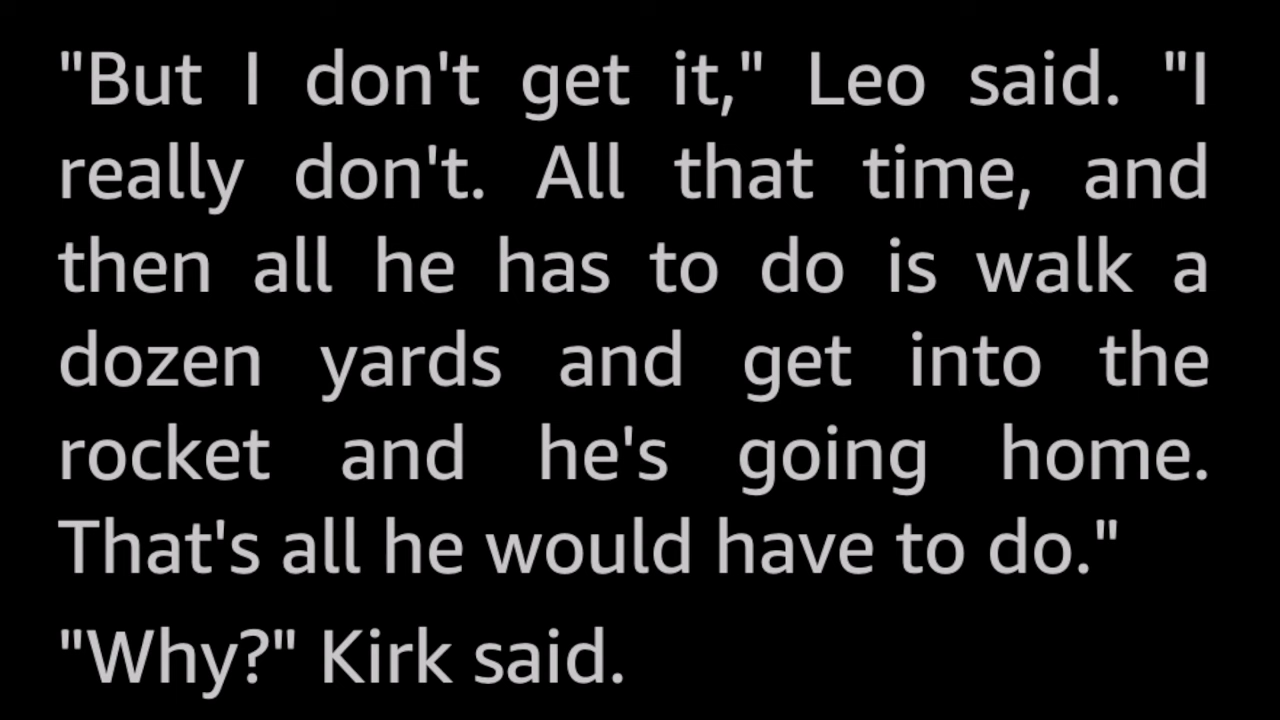 "But I don't get it," Leo said. "I
really don't. All that time, and
then all he has to do is walk a
dozen yards and get into the
rocket and he's going home.
That's all he would have to do."
"Why?" Kirk said.